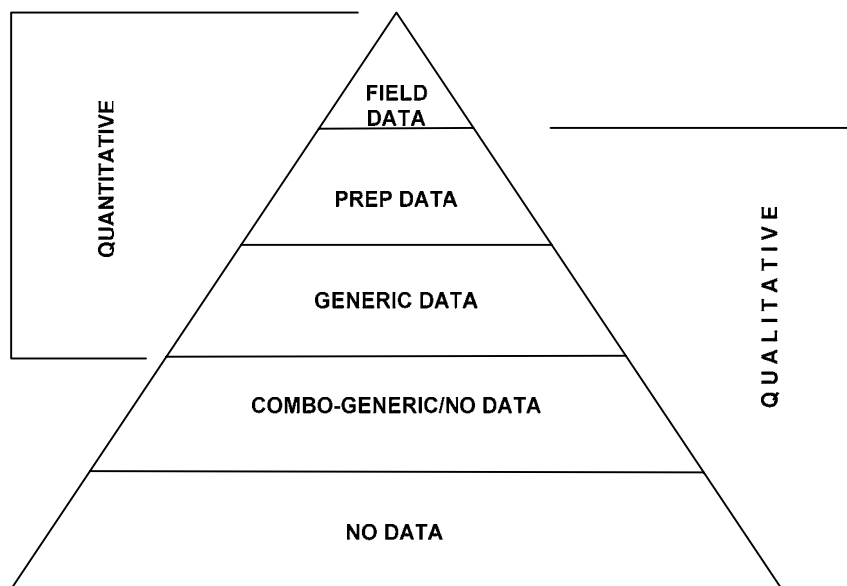 QUANTITATIVE
FIELD
DATA
PREP DATA
GENERIC DATA
COMBO-GENERIC/NO DATA
NO DATA
QUALITATIVE